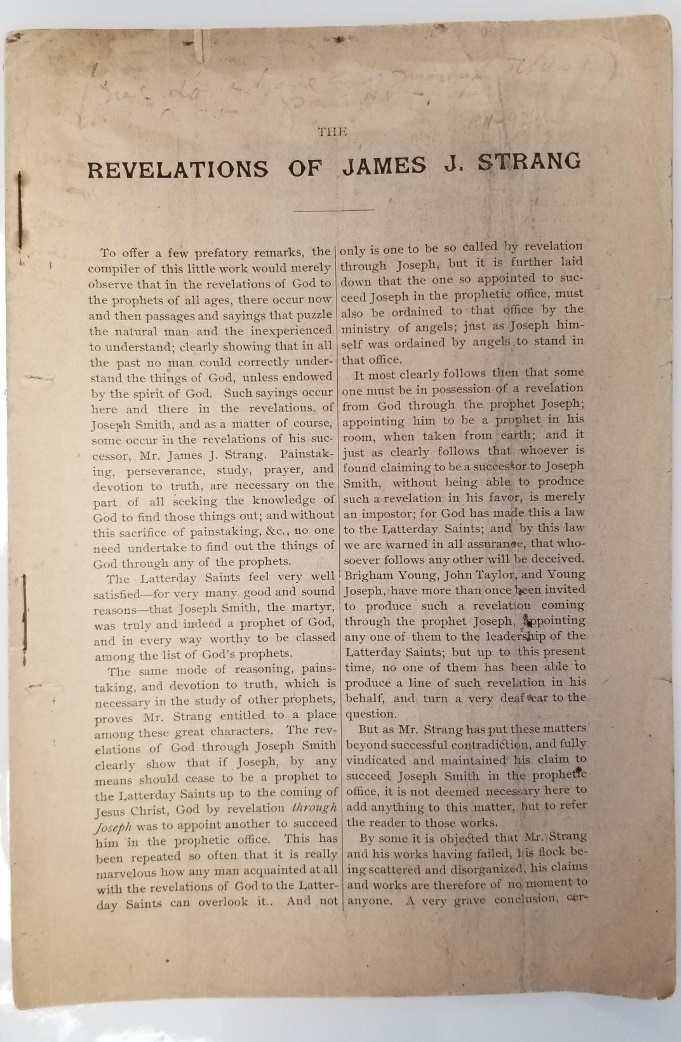 THE
REVELATIONS OF JAMES J. STRANG
To offer a few prefatory remarks, the
compiler of this little work would merely
observe that in the revelations of God to
the prophets of all ages, there occur now
and then passages and sayings that puzzle
the natural man and the inexperienced
to understand; clearly showing that in all
the past no man could correctly under-
stand the things of God, unless endowed
by the spirit of God. Such sayings occur
here and there in the revelations of
Joseph Smith, and as a matter of course,
some occur in the revelations of his suc-
cessor, Mr. James J. Strang. Painstak-
ing, perseverance, study, prayer, and
devotion to truth, are necessary on the
part of all seeking the knowledge of
God to find those things out; and without
this sacrifice of painstaking, &c., no one
need undertake to find out the things of
God through any of the prophets.
The Latterday Saints feel very well
satisfied—for very many good and sound
reasons—that Joseph Smith, the martyr,
was truly and indeed a prophet of God,
and in every way worthy to be classed
among the list of God's prophets.
The same mode of reasoning, pains-
taking, and devotion to truth, which is
necessary in the study of other prophets,
proves Mr. Strang entitled to a place
among these great characters. The rev-
elations of God through Joseph Smith
clearly show that if Joseph, by any
means should cease to be a prophet to
the Latterday Saints up to the coming of
Jesus Christ, God by revelation through
Joseph was to appoint another to succeed
him in the prophetic office. This has
been repeated so often that it is really
marvelous how any man acquainted at all
with the revelations of God to the Latter-
day Saints can overlook it.. And not
only is one to be so called by revelation
through Joseph, but it is further laid
down that the one so appointed to suc-
ceed Joseph in the prophetic office, must
also be ordained to that office by the
ministry of angels; just as Joseph him-
self was ordained by angels to stand in
that office.
It most clearly follows then that some
one must be in possession of a revelation
from God through the prophet Joseph;
appointing him to be a prophet in his
room, when taken from earth; and it
just as clearly follows that whoever is
found claiming to be a successor to Joseph
Smith, without being able to produce
such a revelation in his favor, is merely
an impostor; for God has made this a law
to the Latterday Saints; and by this law
we are warned in all assurance, that who-
soever follows any other will be deceived.
Brigham Young, John Taylor, and Young
Joseph, have more than once been invited
to produce such a revelation coming
through the prophet Joseph, appointing
any one of them to the leadership of the
Latterday Saints; but up to this present
time, no one of them has been able to
produce a line of such revelation in his
behalf, and turn a very deaf ear to the
question.
But as Mr. Strang has put these matters
beyond successful contradiction, and fully
vindicated and maintained his claim to
succeed Joseph Smith in the prophetic
office, it is not deemed necessary here to
add anything to this matter, but to refer
the reader to those works.
By some it is objected that Mr. Strang
and his works having failed, his flock be-
ing scattered and disorganized, his claims
and works are therefore of no moment to
anyone. A very grave conclusion, cer-